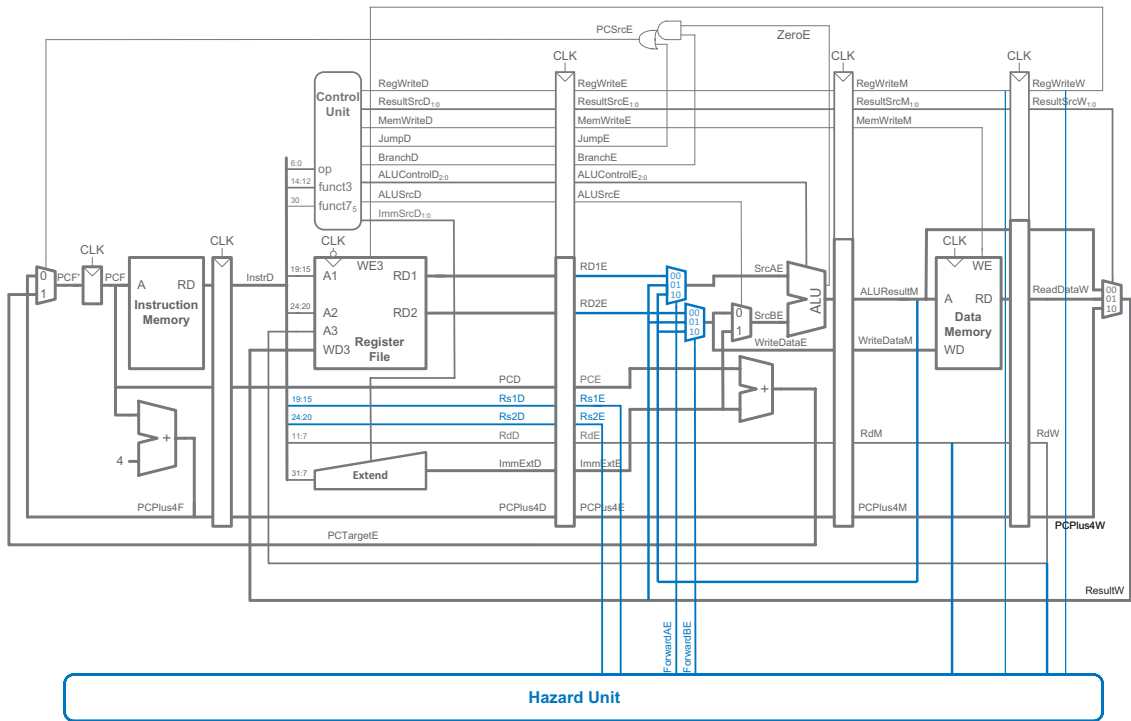 PCSrcE
ZeroE
CLK
CLK
CLK
Control
Unit
RegWriteD
RegWriteE
RegWriteM
RegWriteW
ResultSrcD1:0
ResultSrcE1:0
ResultSrcM1:0
ResultSrcW1:0
MemWriteD
MemWriteE
MemWriteM
JumpD
JumpE
6:0
op
BranchD
BranchE
14:12
funct3
ALUControlD2:0
ALUControlE2:0
30
funct75
ALUSrcD
ALUSrcE
ImmSrcD1:0
CLK
CLK
CLK
CLK
0
1
PCF'
PCF
A
RD
Instruction
Memory
InstrD
19:15
A1
WE3
RD1
RD1E
00
01
10
SrcAE
ALU
ALUResultM
A
WE
RD
Data
Memory
WD
ReadDataW
00
01
10
24:20
A2
RD2
RD2E
00
01
10
0
1
SrcBE
A3
WD3
Register
File
WriteDataE
WriteDataM
PCD
PCE
+
19:15
Rs1D
Rs1E
24:20
Rs2D
Rs2E
11:7
RdD
RdE
RdM
RdW
+
4
31:7
Extend
ImmExtD
ImmExtE
PCPlus4F
PCPlus4D
PCPlus4E
PCPlus4M
PCPlus4W
PCTargetE
ResultW
ForwardAE
ForwardBE
Hazard Unit